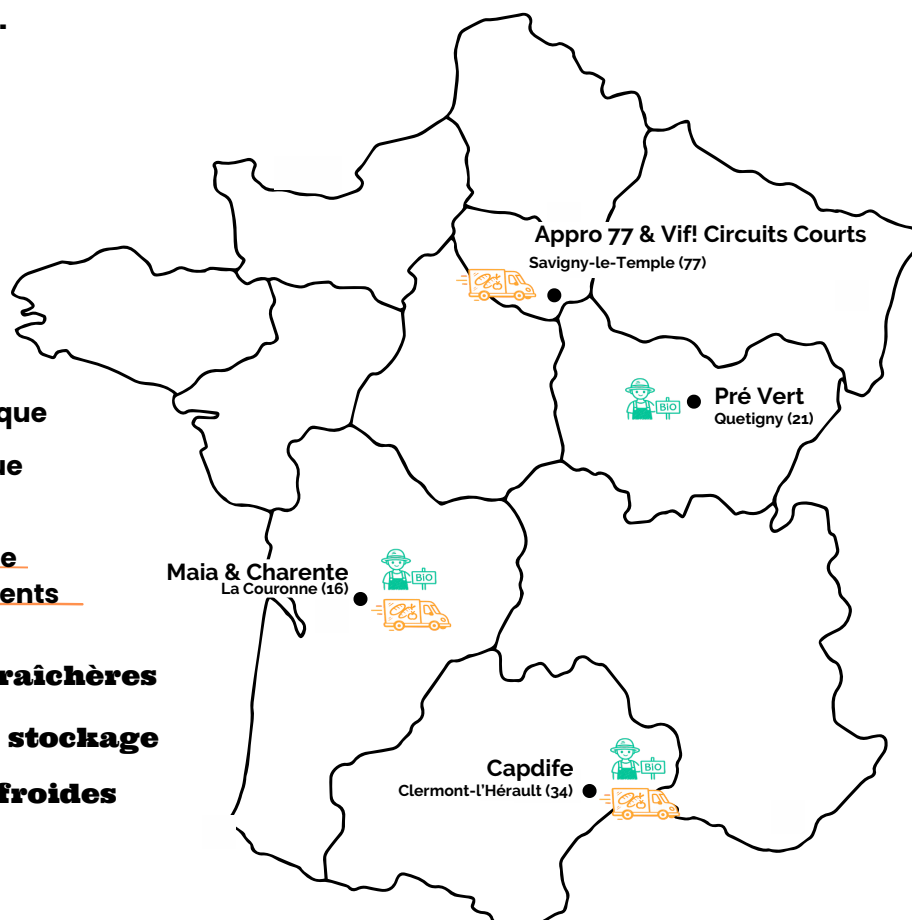 Appro 77 & Vif! Circuits Courts
Savigny-le-Temple (77)
BIO
Pré Vert
Quetigny (21)
que
ue
e
ents
Maia & Charente
La Couronne (16)
BIO
raîchères
stockage
froides
Capdife
Clermont-l'Hérault (34)
BIO